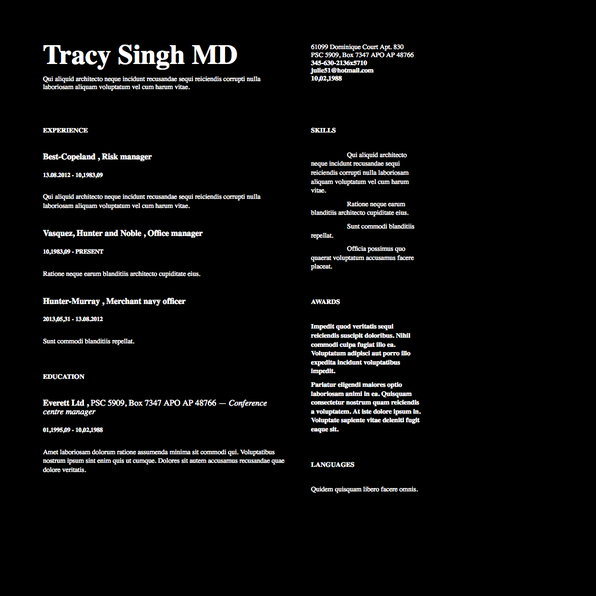 Tracy Singh MD
Qui aliquid architecto neque incidunt recusandae sequi reiciendis corrupti nulla
laboriosam aliquam voluptatum vel cum harum vitae.
61099 Dominique Court Apt. 830
PSC 5909, Box 7347 APO AP 48766
345-630-2136x5710
julie51@hotmail.com
10,02,1988
EXPERIENCE
Best-Copeland , Risk manager
13.08.2012 - 10,1983,09
Qui aliquid architecto neque incidunt recusandae sequi reiciendis corrupti nulla
laboriosam aliquam voluptatum vel cum harum vitae.
Vasquez, Hunter and Noble , Office manager
10,1983,09 - PRESENT
Ratione neque earum blanditiis architecto cupiditate eius.
Hunter-Murray , Merchant navy officer
2013,05,31 - 13.08.2012
Sunt commodi blanditiis repellat.
EDUCATION
Everett Ltd , PSC 5909, Box 7347 APO AP 48766 — Conference
centre manager
01,1995,09 - 10,02,1988
Amet laboriosam dolorum ratione assumenda minima sit commodi qui. Voluptatibus
nostrum ipsum sint enim quis ut cumque. Dolores sit autem accusamus recusandae quae
dolore veritatis.
SKILLS
Qui aliquid architecto
neque incidunt recusandae sequi
reiciendis corrupti nulla laboriosam
aliquam voluptatum vel cum harum
vitae.
Ratione neque earum
blanditiis architecto cupiditate eius.
Sunt commodi blanditiis
repellat.
Officia possimus quo
quaerat voluptatum accusamus facere
placeat.
AWARDS
Impedit quod veritatis sequi
reiciendis suscipit doloribus. Nihil
commodi culpa fugiat illo ea.
Voluptatum adipisci aut porro illo
expedita incidunt voluptatibus
impedit.
Pariatur eligendi maiores optio
laboriosam animi in ea. Quisquam
consectetur nostrum quam reiciendis
a voluptatem. At iste dolore ipsum in.
Voluptate sapiente vitae deleniti fugit
eaque sit.
LANGUAGES
Quidem quisquam libero facere omnis.